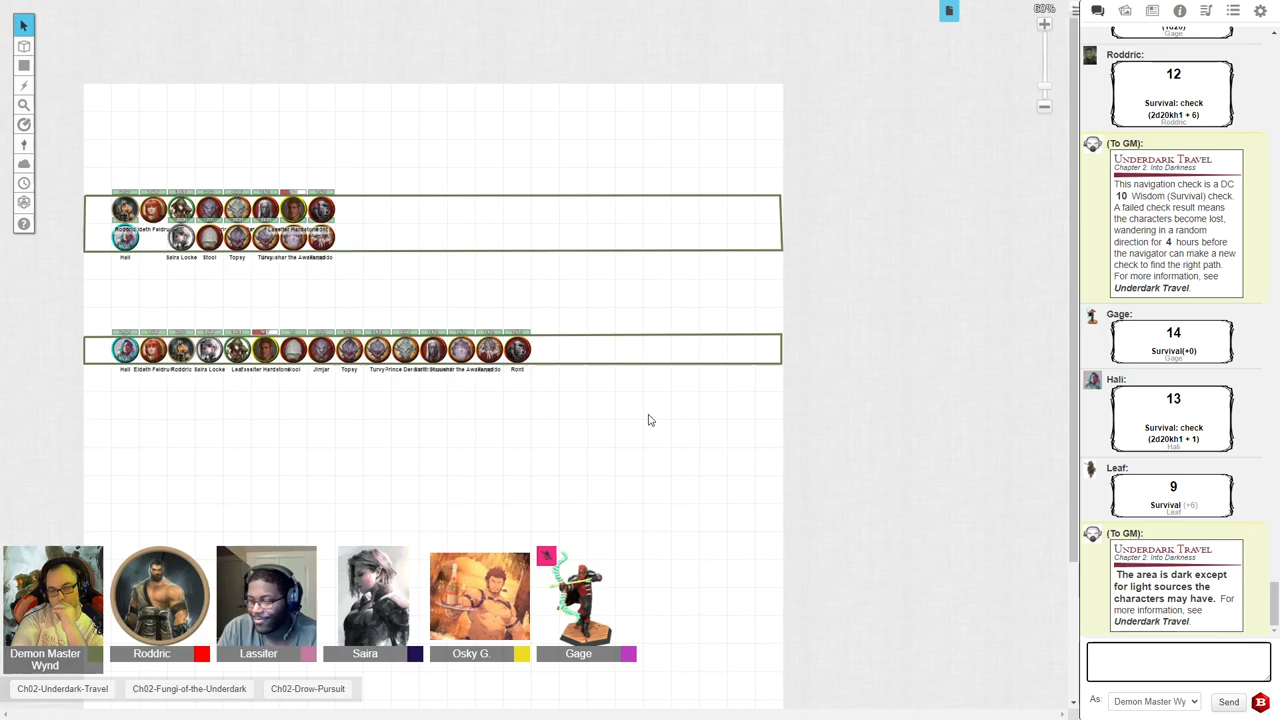 60%
Gage
Roddric:
12
Survival: check
(2d20kh1 + 6)
Roddric
(To GM):
Underdark Travel
Chapter 2: Into Darkness
This navigation check is a DC
10 Wisdom (Survival) check.
A failed check result means
the characters become lost,
wandering in a random
direction for 4 hours before
the navigator can make a new
check to find the right path.
For more information, see
Underdark Travel.
Gage:
14
Survival(+0)
Gage
Hali:
13
Survival: check
(2d20kh1 + 1)
Hali
Leaf:
9
Survival (+6)
Leaf
(To GM):
Underdark Travel
Chapter 2: Into Darkness
The area is dark except
for light sources the
characters may have. For
more information, see
Underdark Travel.
As:
Demon Master Wy
Send
Hali Saira Locke Stool Topsy
Hali Roddric Saira Locke Jimjar Topsy Ront
Demon Master
Wynd
Roddric
Lassiter
Saira
Osky G.
Gage
Ch02-Underdark-Travel
Ch02-Fungi-of-the-Underdark
Ch02-Drow-Pursuit